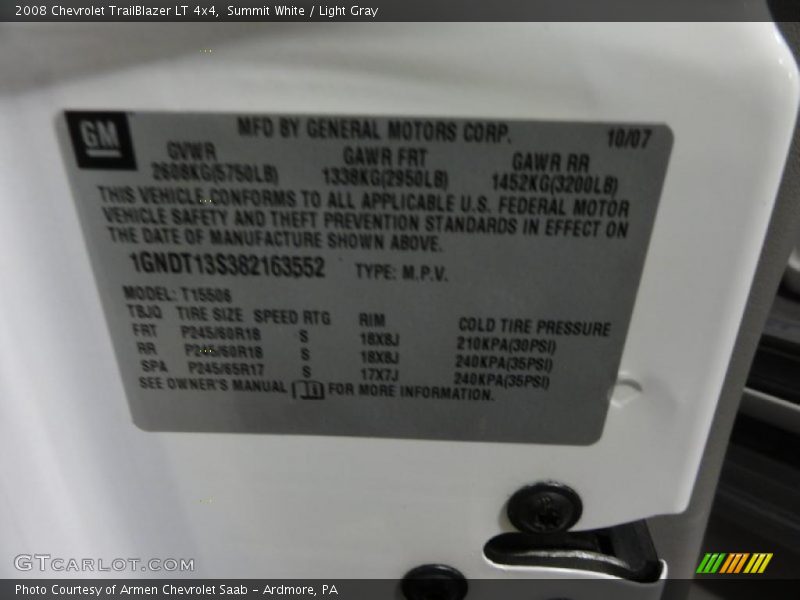 2008 Chevrolet TrailBlazer LT 4x4, Summit White / Light Gray
GM
MFD BY GENERAL MOTORS CORP. 10/07
GVWR GAWR FRT GAWR RR
2608KG(5750LB) 1338KG(2950LB) 1452KG(3200LB)
THIS VEHICLE CONFORMS TO ALL APPLICABLE U.S. FEDERAL MOTOR
VEHICLE SAFETY AND THEFT PREVENTION STANDARDS IN EFFECT ON
THE DATE OF MANUFACTURE SHOWN ABOVE.
1GNDT13S382163552 TYPE: M.P.V.
MODEL: T15506
TBJQ TIRE SIZE SPEED RTG RIM COLD TIRE PRESSURE
FRT P245/60R18 S 18X8J 210KPA(30PSI)
RR P245/60R18 S 18X8J 240KPA(35PSI)
SPA P245/65R17 S 17X7J 240KPA(35PSI)
SEE OWNER'S MANUAL FOR MORE INFORMATION.
GTCARLOT.COM
Photo Courtesy of Armen Chevrolet Saab - Ardmore, PA